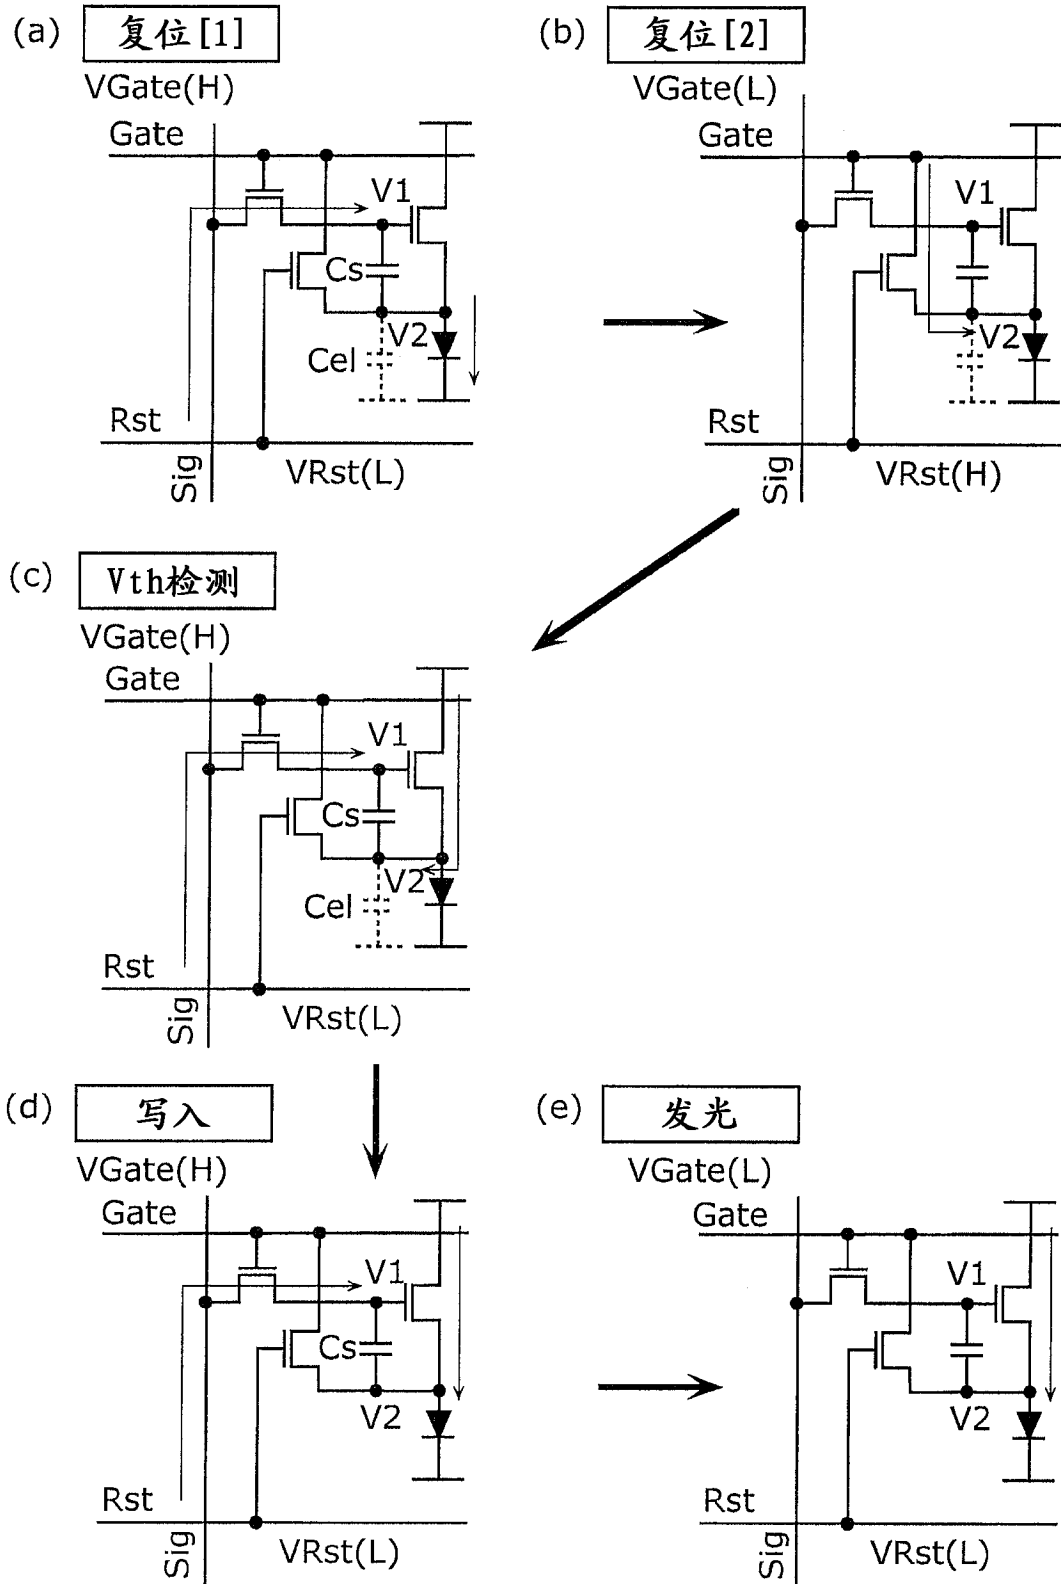 (a) 复位[1]
VGate(H)
Gate
V1
Cs
V2
Cel
Rst
Sig
VRst(L)
(b) 复位[2]
VGate(L)
Gate
V1
V2
Rst
Sig
VRst(H)
(c) Vth检测
VGate(H)
Gate
V1
Cs
V2
Cel
Rst
Sig
VRst(L)
(d) 写入
VGate(H)
Gate
V1
Cs
V2
Rst
Sig
VRst(L)
(e) 发光
VGate(L)
Gate
V1
V2
Rst
Sig
VRst(L)